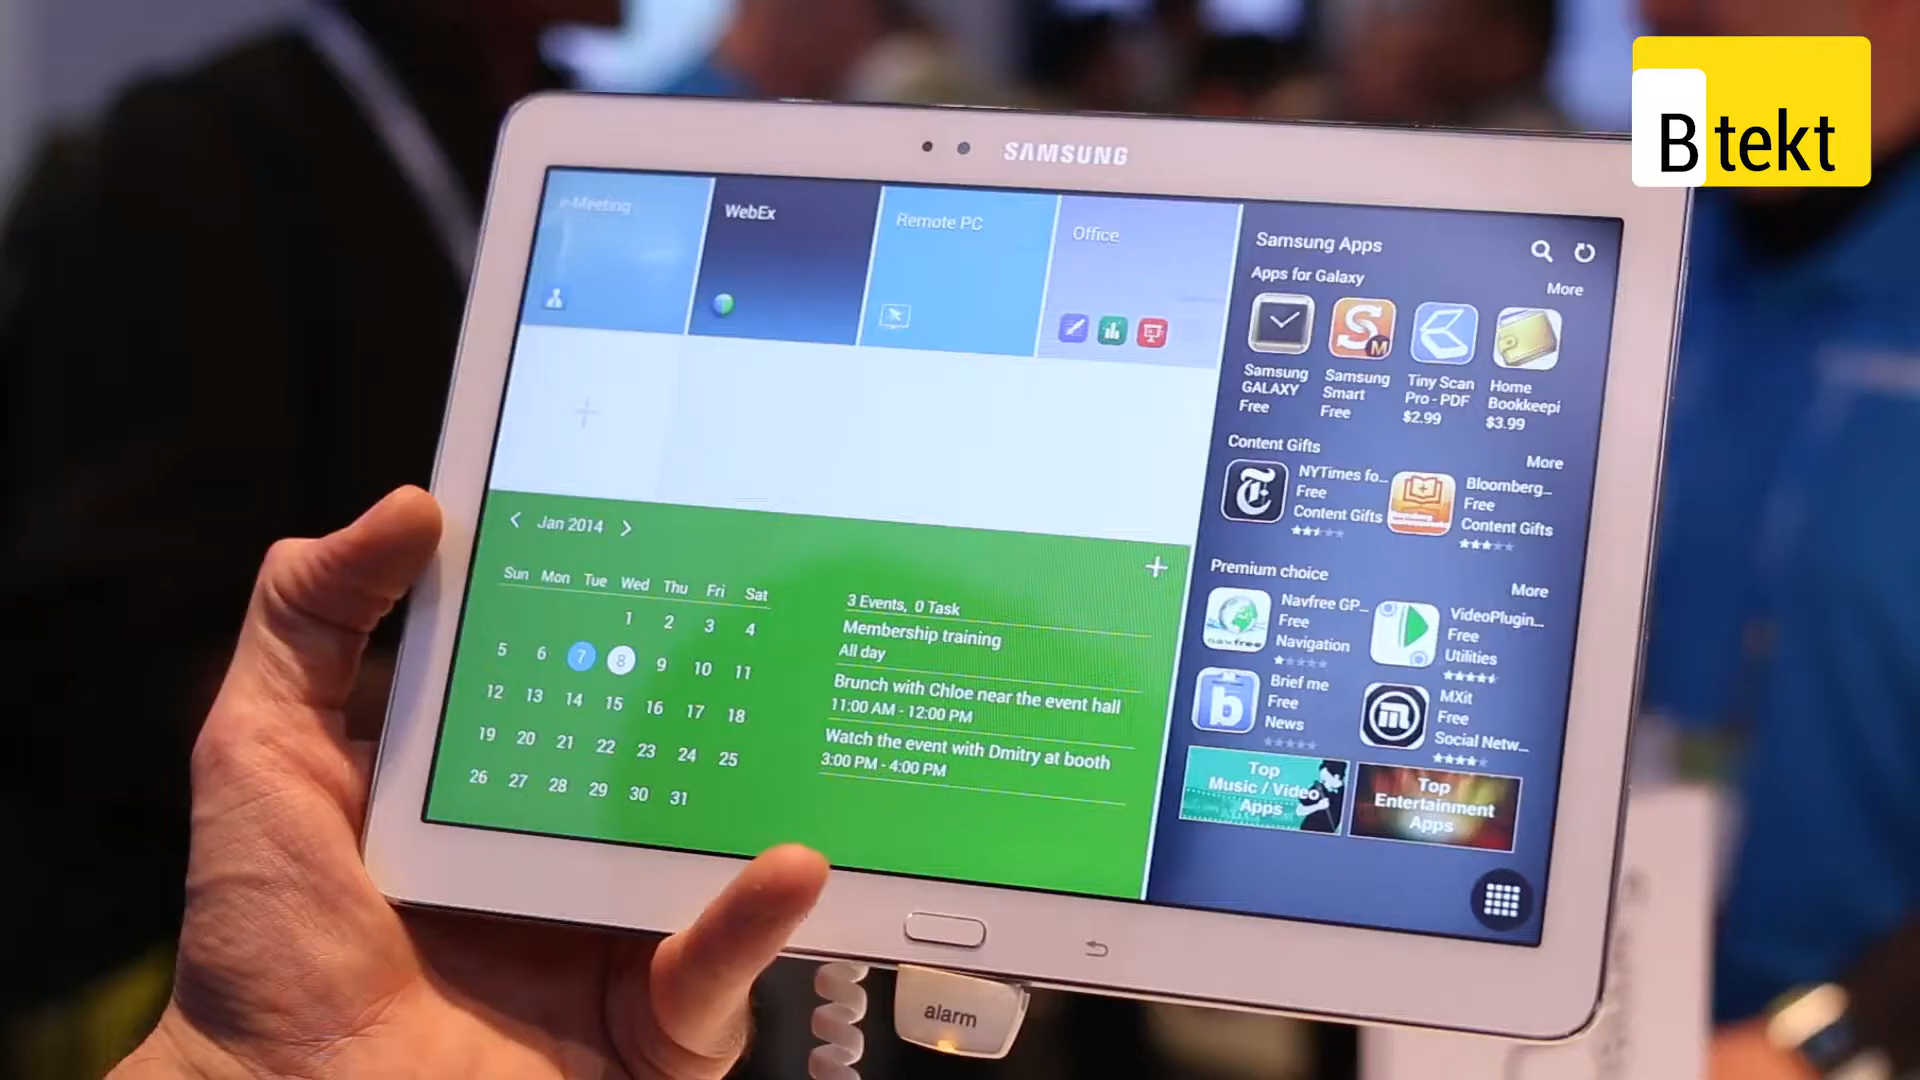 B tekt
SAMSUNG
e-Meeting
WebEx
Remote PC
Office
Samsung Apps
Apps for Galaxy
More
Samsung
GALAXY
Free
Samsung
Smart
Free
Tiny Scan
Pro - PDF
$2.99
Home
Bookkeepi
$3.99
Content Gifts
More
NYTimes fo...
Free
Content Gifts
Bloomberg...
Free
Content Gifts
Premium choice
More
Navfree GP...
Free
Navigation
VideoPlugin...
Free
Utilities
Brief me
Free
News
MXit
Free
Social Netw...
Top
Music / Video
Apps
Top
Entertainment
Apps
Jan 2014
Sun Mon Tue Wed Thu Fri Sat
1 2 3 4
5 6 7 8 9 10 11
12 13 14 15 16 17 18
19 20 21 22 23 24 25
26 27 28 29 30 31
3 Events, 0 Task
Membership training
All day
Brunch with Chloe near the event hall
11:00 AM - 12:00 PM
Watch the event with Dmitry at booth
3:00 PM - 4:00 PM
alarm